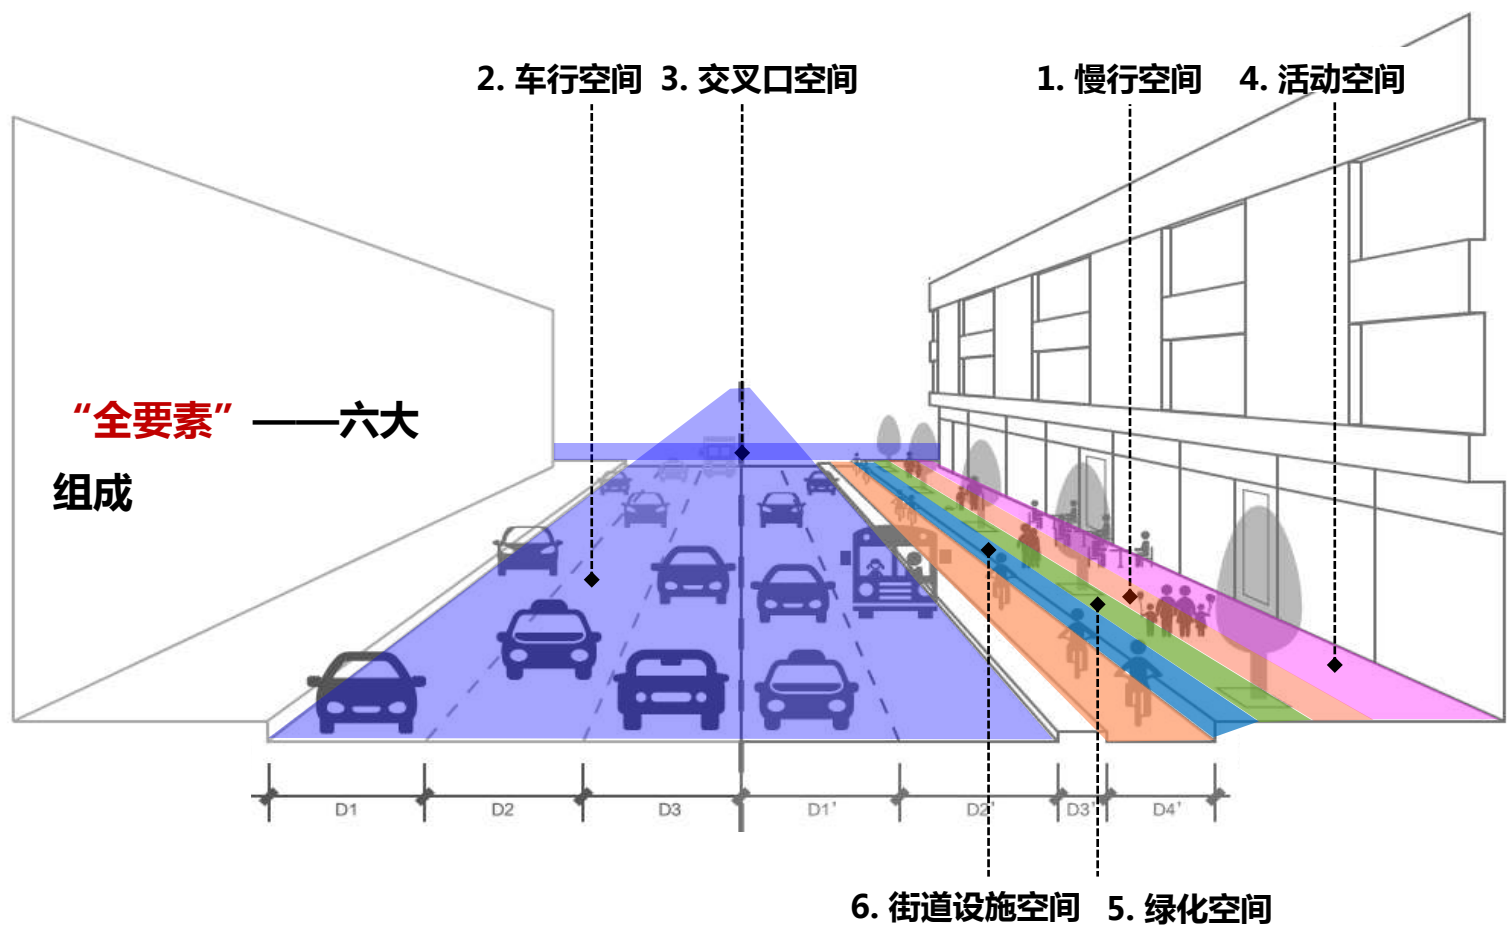 2. 车行空间 3. 交叉口空间 1. 慢行空间 4. 活动空间
“全要素” ——六大
组成
D1 D2 D3 D1' D2' D3' D4'
6. 街道设施空间 5. 绿化空间